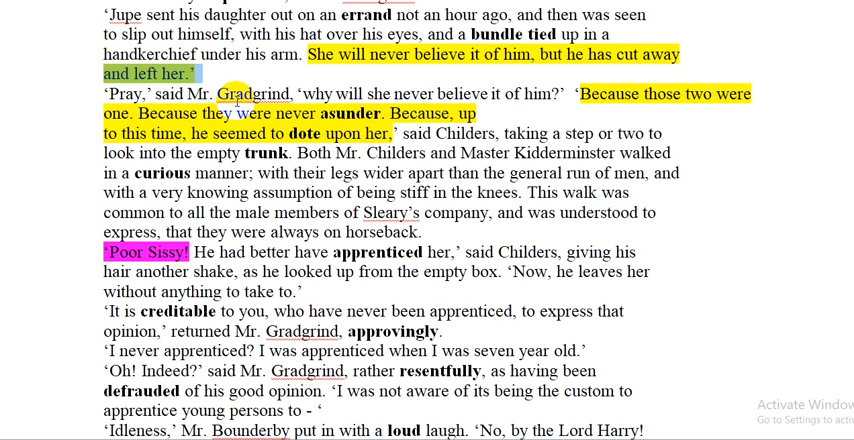 ‘Jupe sent his daughter out on an errand not an hour ago, and then was seen
to slip out himself, with his hat over his eyes, and a bundle tied up in a
handkerchief under his arm. She will never believe it of him, but he has cut away
and left her.’
‘Pray,’ said Mr. Gradgrind, ‘why will she never believe it of him?’ ‘Because those two were
one. Because they were never asunder. Because, up
to this time, he seemed to dote upon her,’ said Childers, taking a step or two to
look into the empty trunk. Both Mr. Childers and Master Kidderminster walked
in a curious manner; with their legs wider apart than the general run of men, and
with a very knowing assumption of being stiff in the knees. This walk was
common to all the male members of Sleary’s company, and was understood to
express, that they were always on horseback.
‘Poor Sissy! He had better have apprenticed her,’ said Childers, giving his
hair another shake, as he looked up from the empty box. ‘Now, he leaves her
without anything to take to.’
‘It is creditable to you, who have never been apprenticed, to express that
opinion,’ returned Mr. Gradgrind, approvingly.
‘I never apprenticed? I was apprenticed when I was seven year old.’
‘Oh! Indeed?’ said Mr. Gradgrind, rather resentfully, as having been
defrauded of his good opinion. ‘I was not aware of its being the custom to
apprentice young persons to - ‘
‘Idleness,’ Mr. Bounderby put in with a loud laugh. ‘No, by the Lord Harry!
Activate Window
Go to Settings to acti